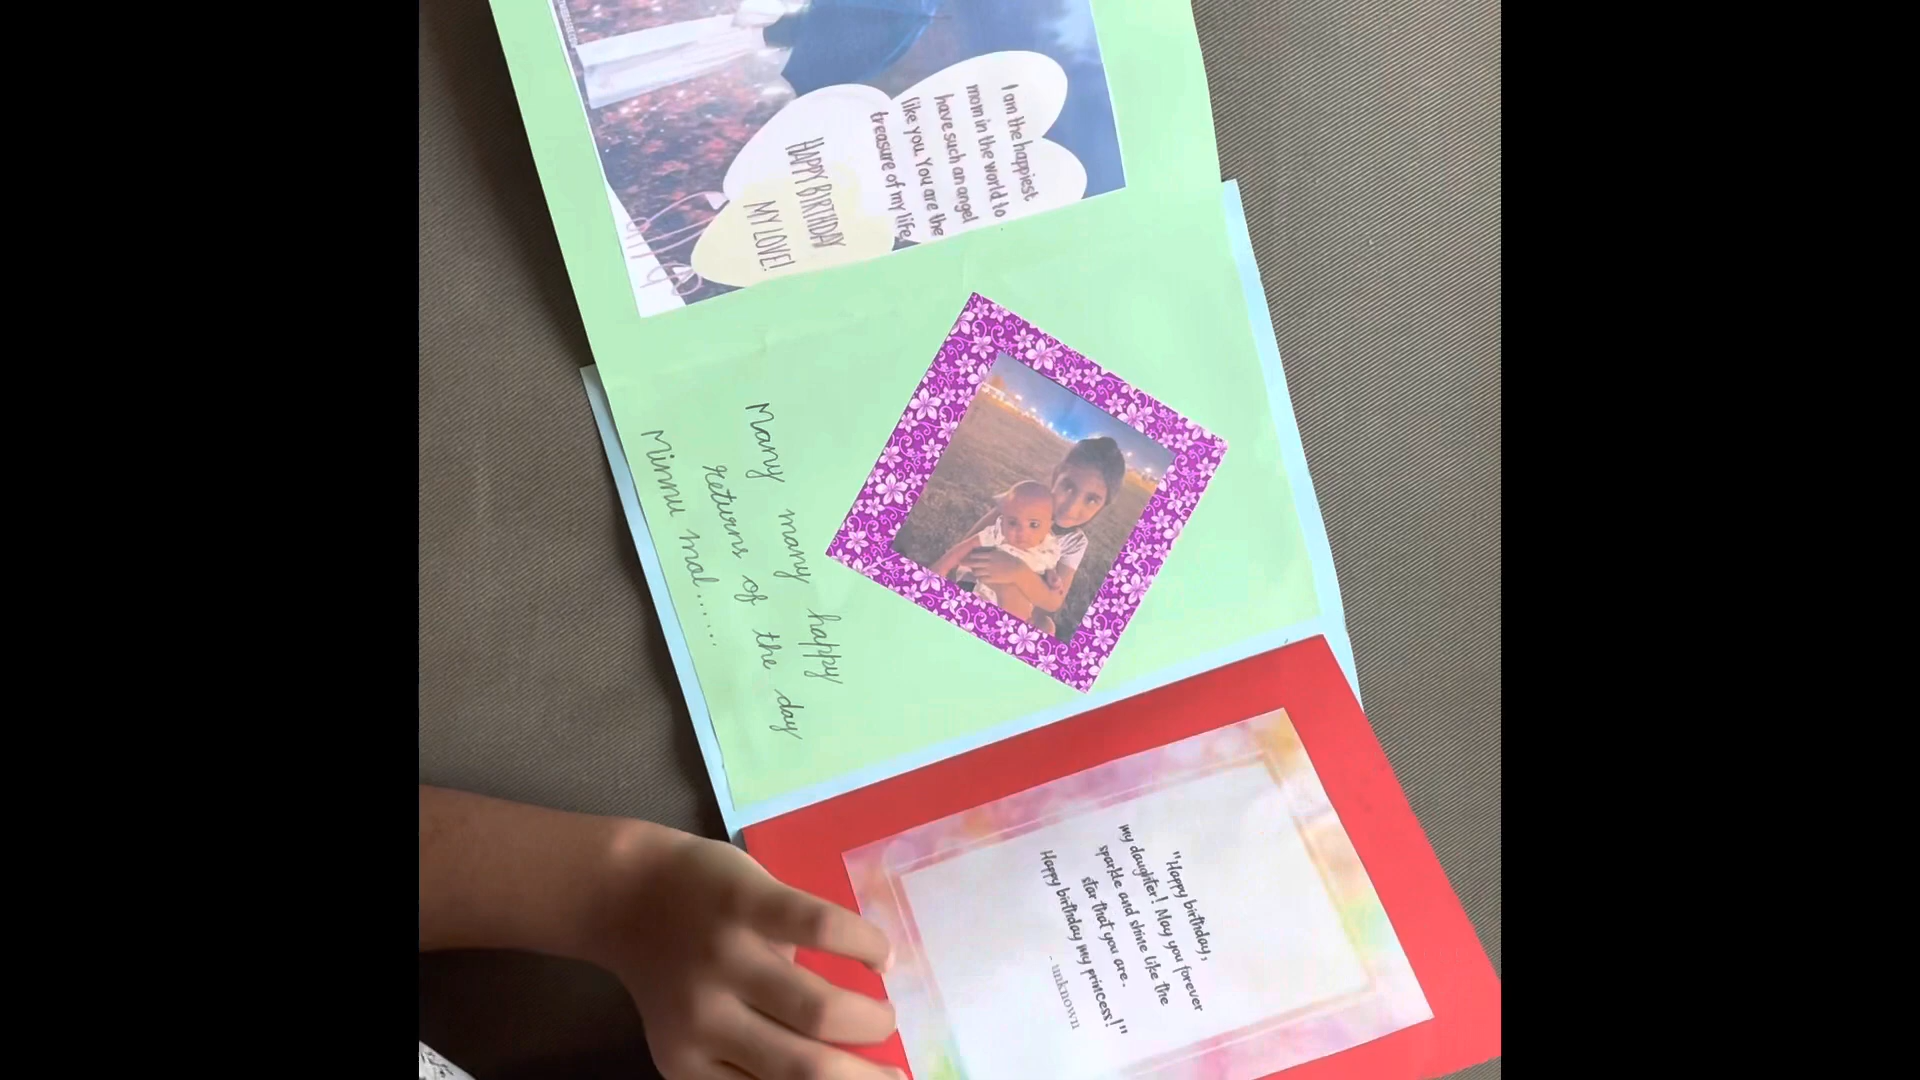 I am the happiest
mom in the world to
have such an angel
like you. You are the
treasure of my life,
HAPPY BIRTHDAY
MY LOVE!
Many many happy
returns of the day
Minnu mol......
"Happy birthday,
my daughter! May you forever
sparkle and shine like the
star that you are.
Happy birthday my princess!"
- unknown